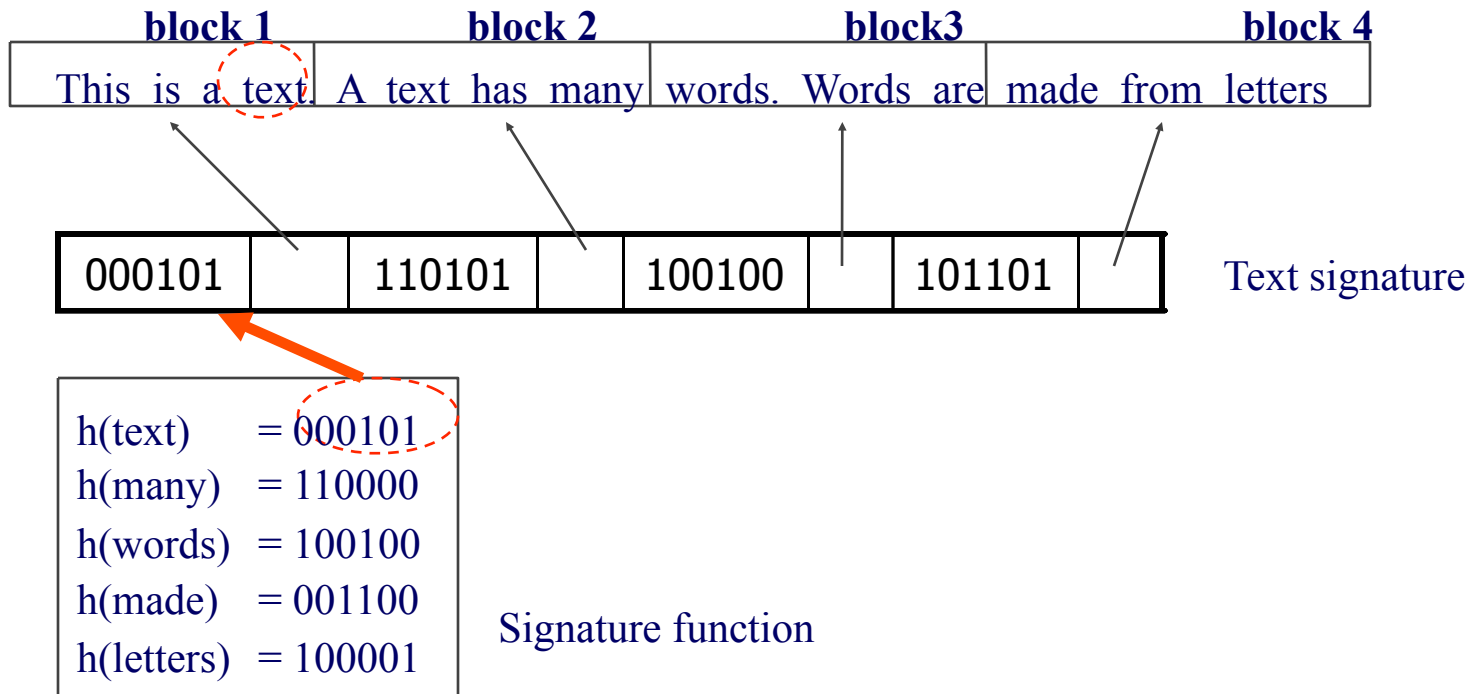 block 1 block 2 block3 block 4
This is a text. A text has many words. Words are made from letters
000101 110101 100100 101101 Text signature
h(text) = 000101
h(many) = 110000
h(words) = 100100
h(made) = 001100
h(letters) = 100001
Signature function